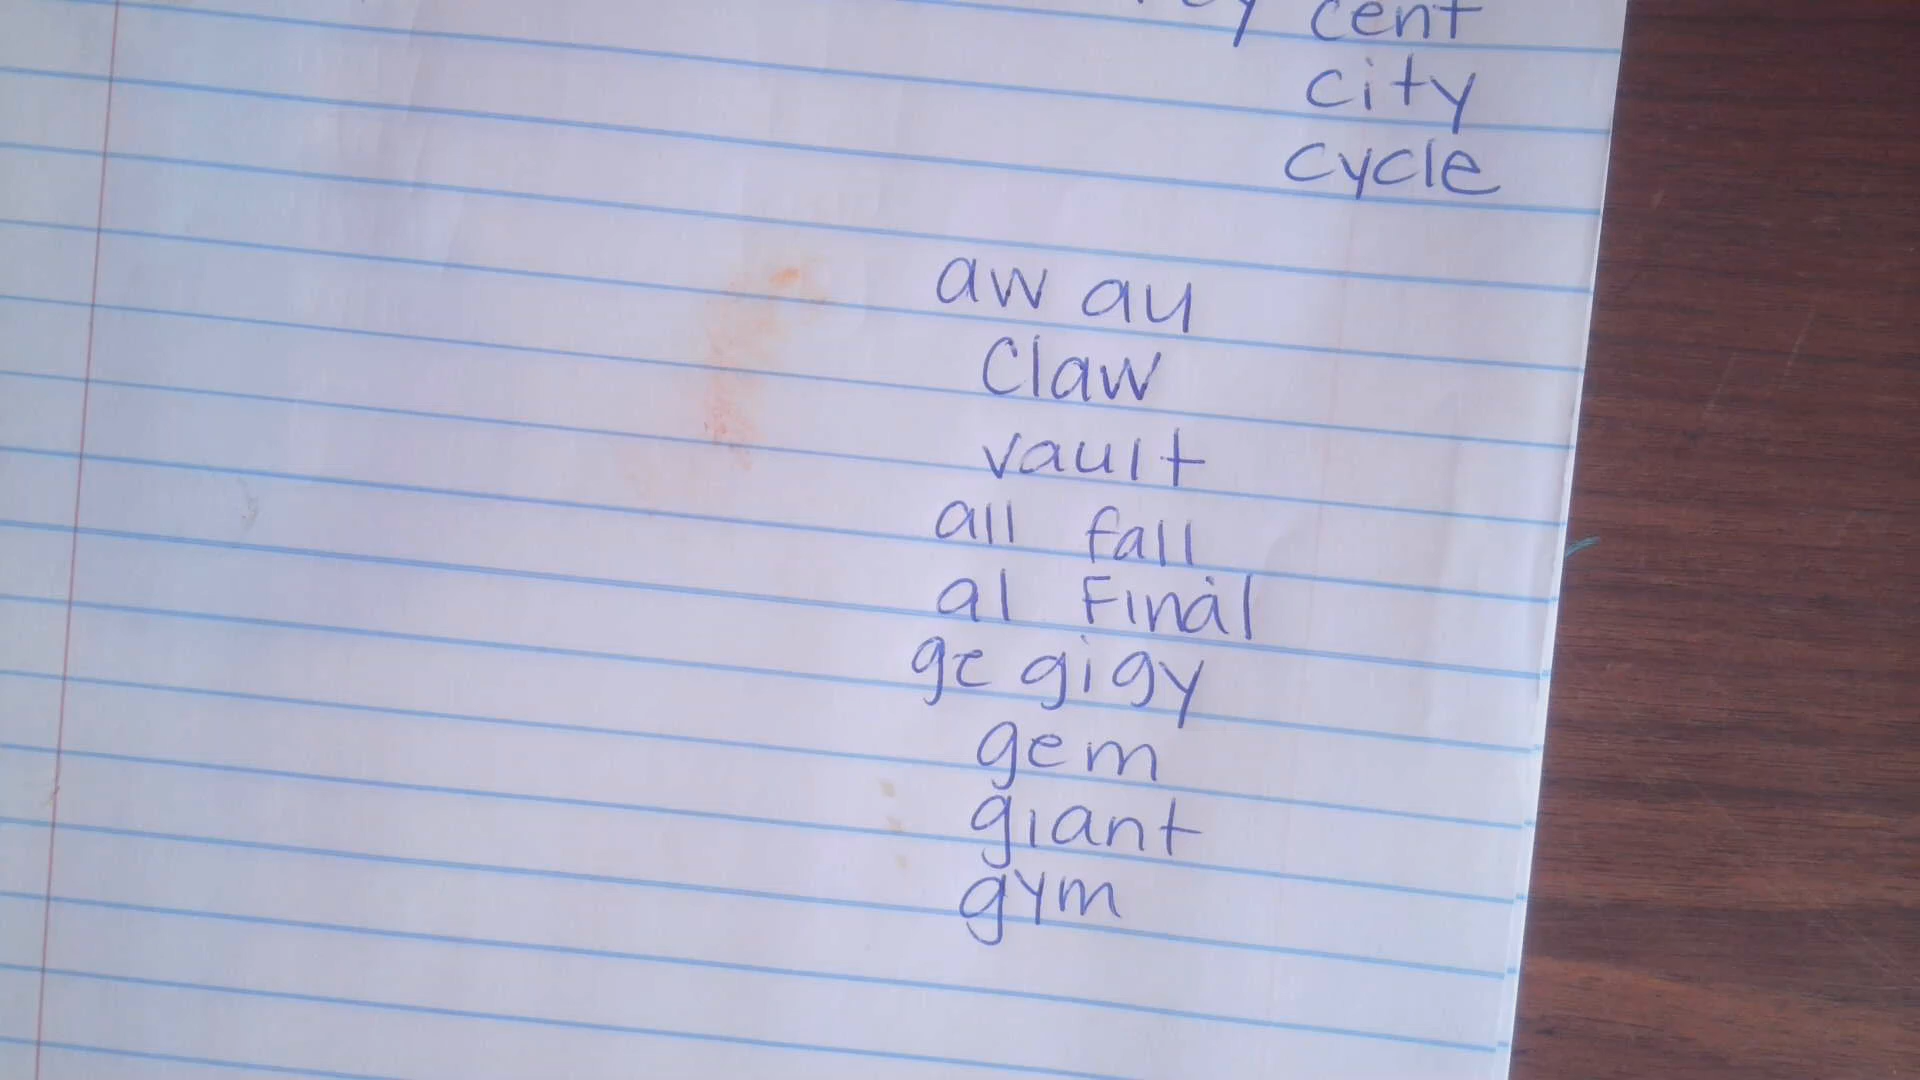 cent
city
cycle
aw au
Claw
vault
all fall
al Final
ge gi gy
gem
giant
gym